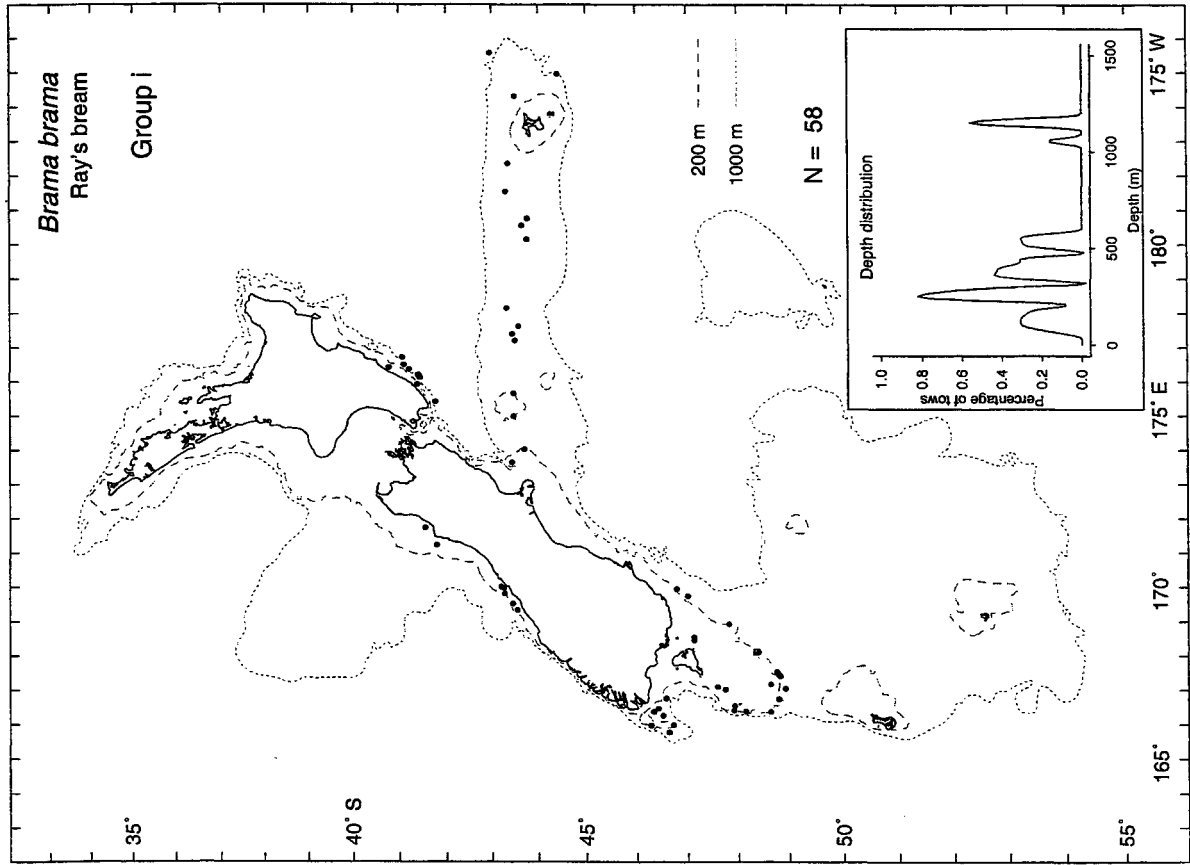 Brama brama
Ray's bream
Group i
35°
40° S
45°
50°
55°
165°
170°
175° E
180°
175° W
200 m
1000 m
N = 58
Depth distribution
Percentage of tows
1.0
0.8
0.6
0.4
0.2
0.0
0
500
1000
1500
Depth (m)